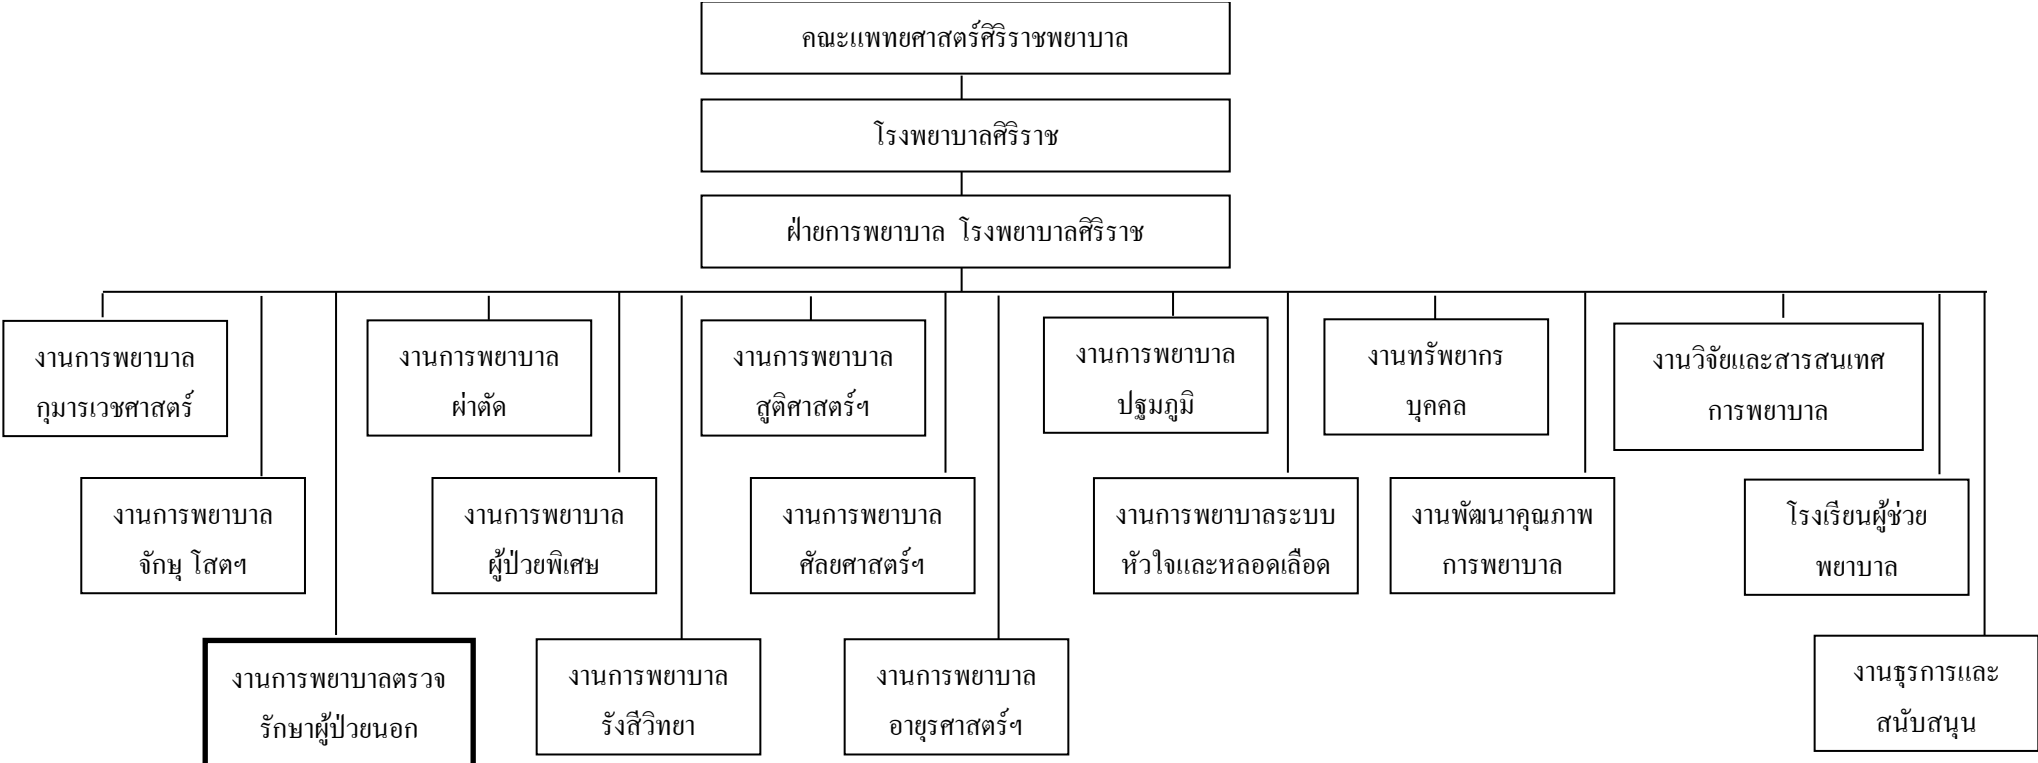 คณะแพทยศาสตร์ศิริราชพยาบาล
โรงพยาบาลศิริราช
ฝ่ายการพยาบาล โรงพยาบาลศิริราช
งานการพยาบาล
กุมารเวชศาสตร์
งานการพยาบาล
ผ่าตัด
งานการพยาบาล
สูติศาสตร์ฯ
งานการพยาบาล
ปฐมภูมิ
งานทรัพยากร
บุคคล
งานวิจัยและสารสนเทศ
การพยาบาล
งานการพยาบาล
จักษุ โสตฯ
งานการพยาบาล
ผู้ป่วยพิเศษ
งานการพยาบาล
ศัลยศาสตร์ฯ
งานการพยาบาลระบบ
หัวใจและหลอดเลือด
งานพัฒนาคุณภาพ
การพยาบาล
โรงเรียนผู้ช่วย
พยาบาล
งานการพยาบาลตรวจ
รักษาผู้ป่วยนอก
งานการพยาบาล
รังสีวิทยา
งานการพยาบาล
อายุรศาสตร์ฯ
งานธุรการและ
สนับสนุน